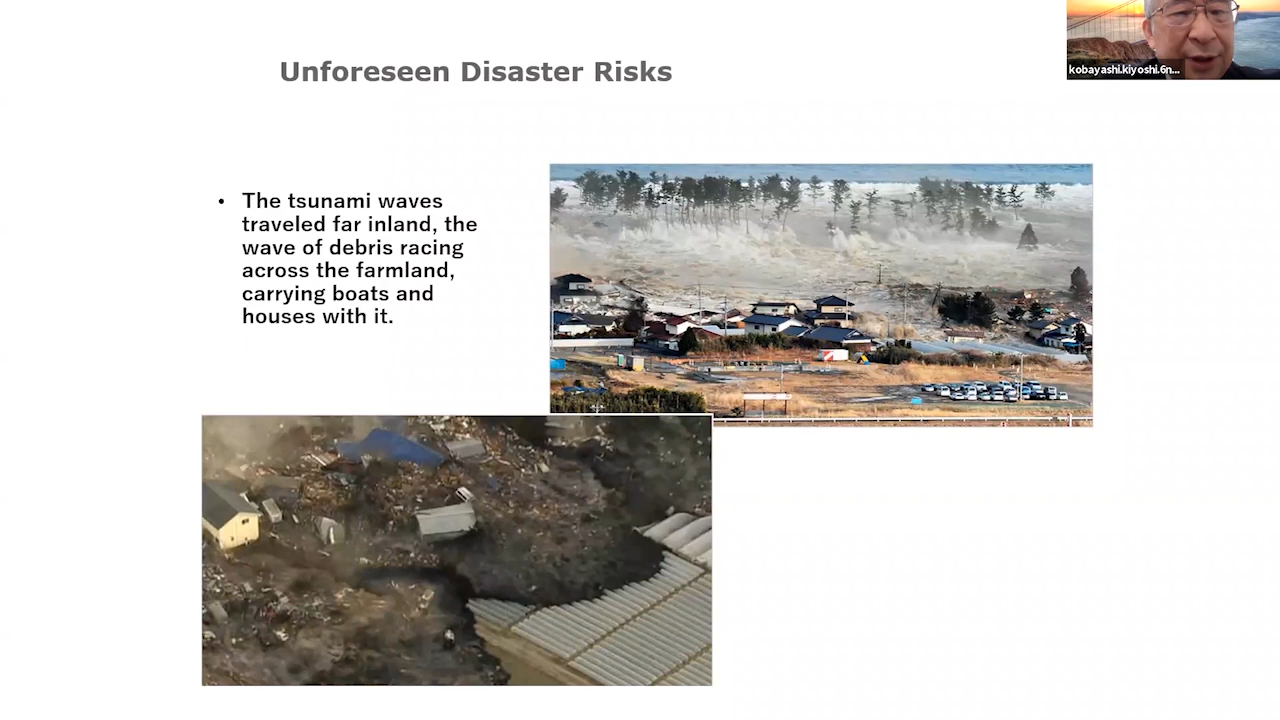 Unforeseen Disaster Risks
kobayashi.kiyoshi.6n...
• The tsunami waves
traveled far inland, the
wave of debris racing
across the farmland,
carrying boats and
houses with it.